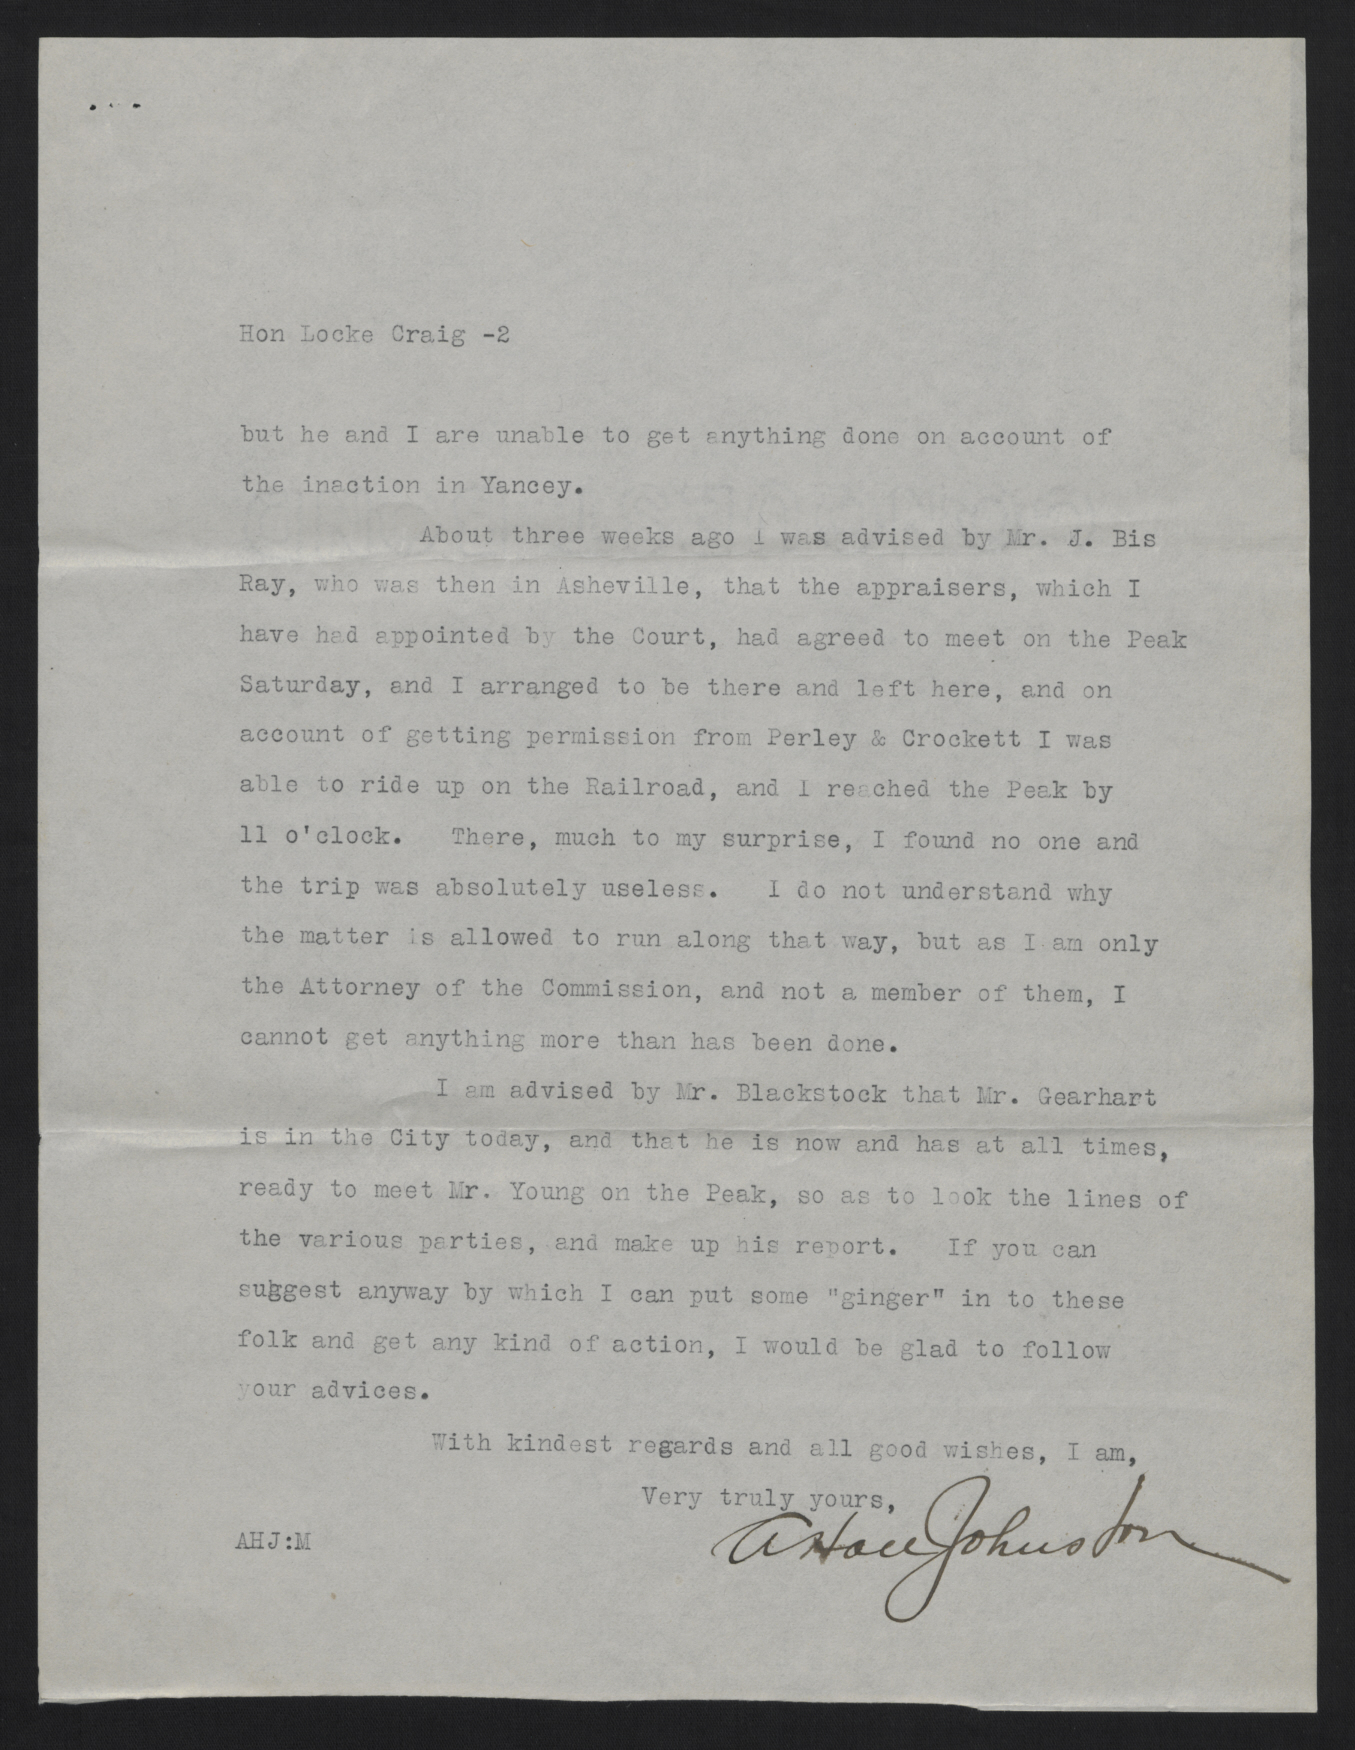 Hon Locke Craig -2
but he and I are unable to get anything done on account of
the inaction in Yancey.
About three weeks ago I was advised by Mr. J. Bis
Ray, who was then in Asheville, that the appraisers, which I
have had appointed by the Court, had agreed to meet on the Peak
Saturday, and I arranged to be there and left here, and on
account of getting permission from Perley & Crockett I was
able to ride up on the Railroad, and I reached the Peak by
11 o'clock. There, much to my surprise, I found no one and
the trip was absolutely useless. I do not understand why
the matter is allowed to run along that way, but as I am only
the Attorney of the Commission, and not a member of them, I
cannot get anything more than has been done.
I am advised by Mr. Blackstock that Mr. Gearhart
is in the City today, and that he is now and has at all times,
ready to meet Mr. Young on the Peak, so as to look the lines of
the various parties, and make up his report. If you can
suggest anyway by which I can put some "ginger" in to these
folk and get any kind of action, I would be glad to follow
your advices.
With kindest regards and all good wishes, I am,
Very truly yours,
A Hall Johnston
AHJ:M